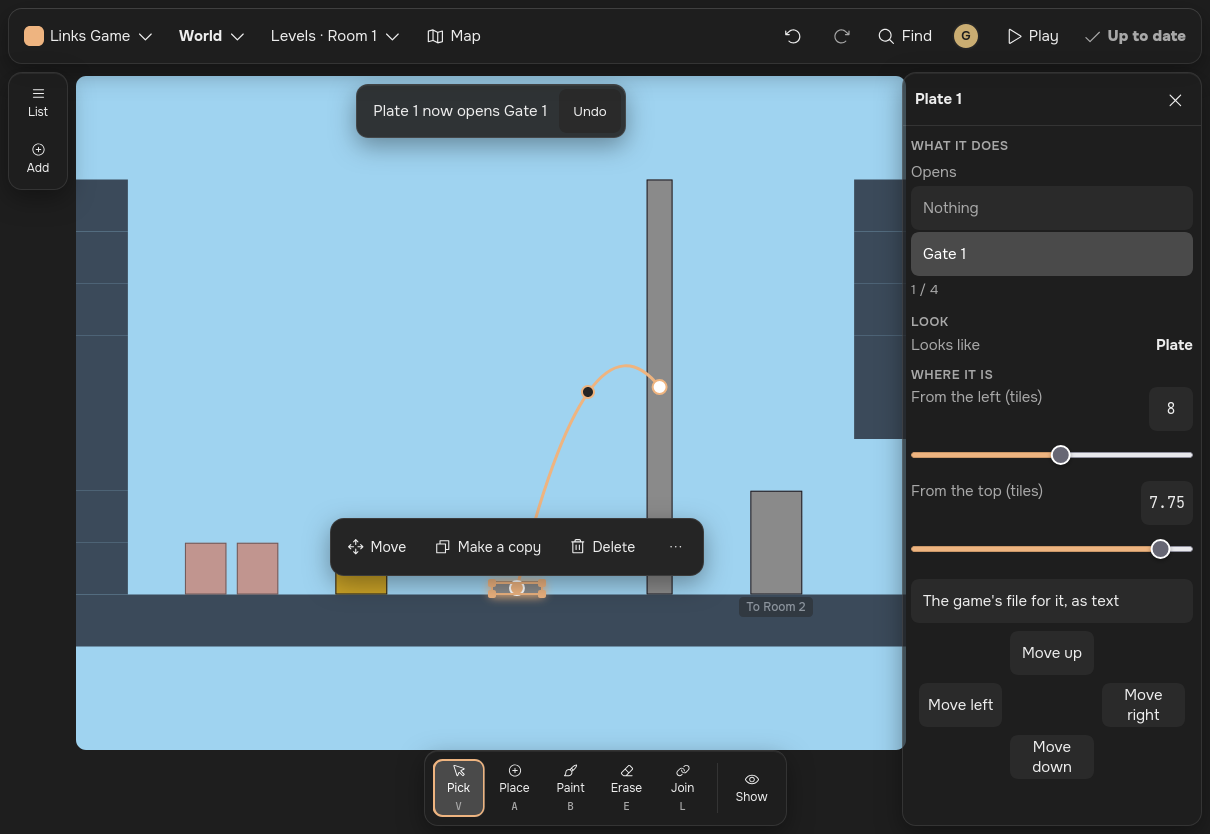 Links Game
World
Levels · Room 1
Map
Find
G
Play
Up to date
List
Add
Plate 1 now opens Gate 1
Undo
Plate 1
WHAT IT DOES
Opens
Nothing
Gate 1
1 / 4
LOOK
Looks like
Plate
WHERE IT IS
From the left (tiles)
8
From the top (tiles)
7.75
The game's file for it, as text
Move up
Move left
Move
right
Move
down
Move
Make a copy
Delete
···
To Room 2
Pick
V
Place
A
Paint
B
Erase
E
Join
L
Show